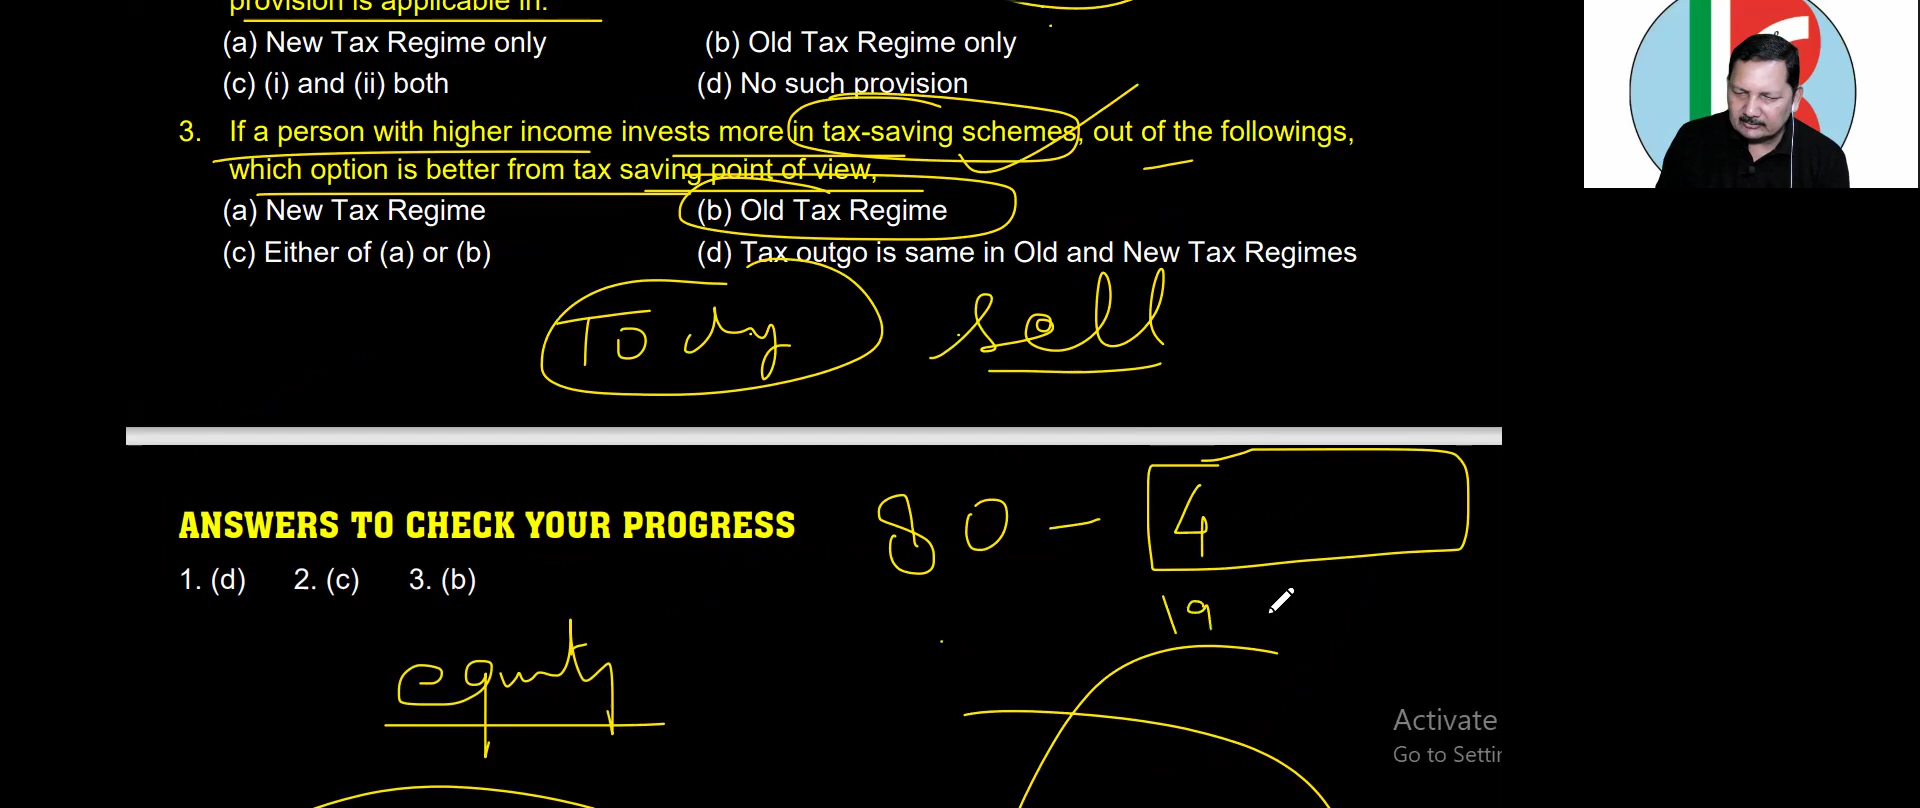 provision is applicable in:
(a) New Tax Regime only (b) Old Tax Regime only
(c) (i) and (ii) both (d) No such provision
3. If a person with higher income invests more in tax-saving schemes, out of the followings,
which option is better from tax saving point of view,
(a) New Tax Regime (b) Old Tax Regime
(c) Either of (a) or (b) (d) Tax outgo is same in Old and New Tax Regimes
sell
80 - 4
ANSWERS TO CHECK YOUR PROGRESS
1. (d) 2. (c) 3. (b)
19
equity
Activate
Go to Settin